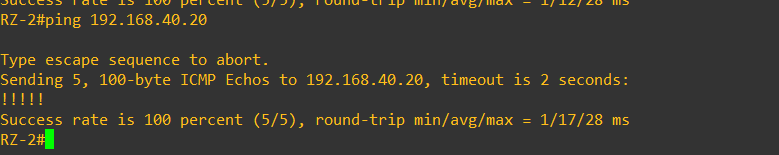 Success rate is 100 percent (5/5), round-trip min/avg/max = 1/12/28 ms
RZ-2#ping 192.168.40.20
Type escape sequence to abort.
Sending 5, 100-byte ICMP Echos to 192.168.40.20, timeout is 2 seconds:
!!!!!
Success rate is 100 percent (5/5), round-trip min/avg/max = 1/17/28 ms
RZ-2#